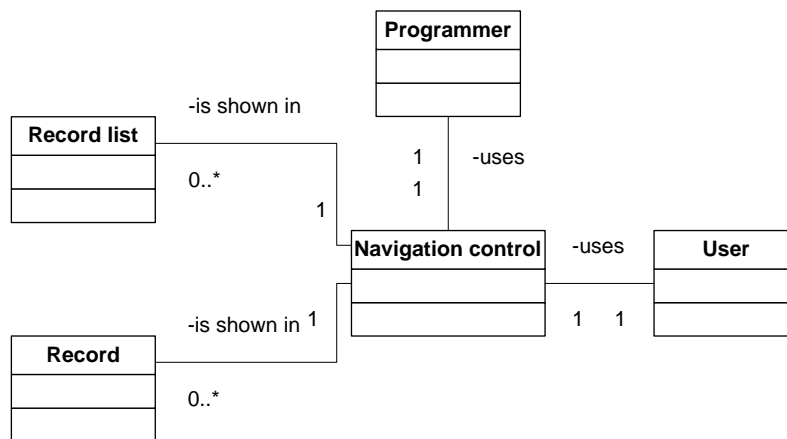 Programmer
-is shown in
Record list
0..*
1
1
-uses
1
Navigation control
-uses
User
1
1
-is shown in
1
Record
0..*